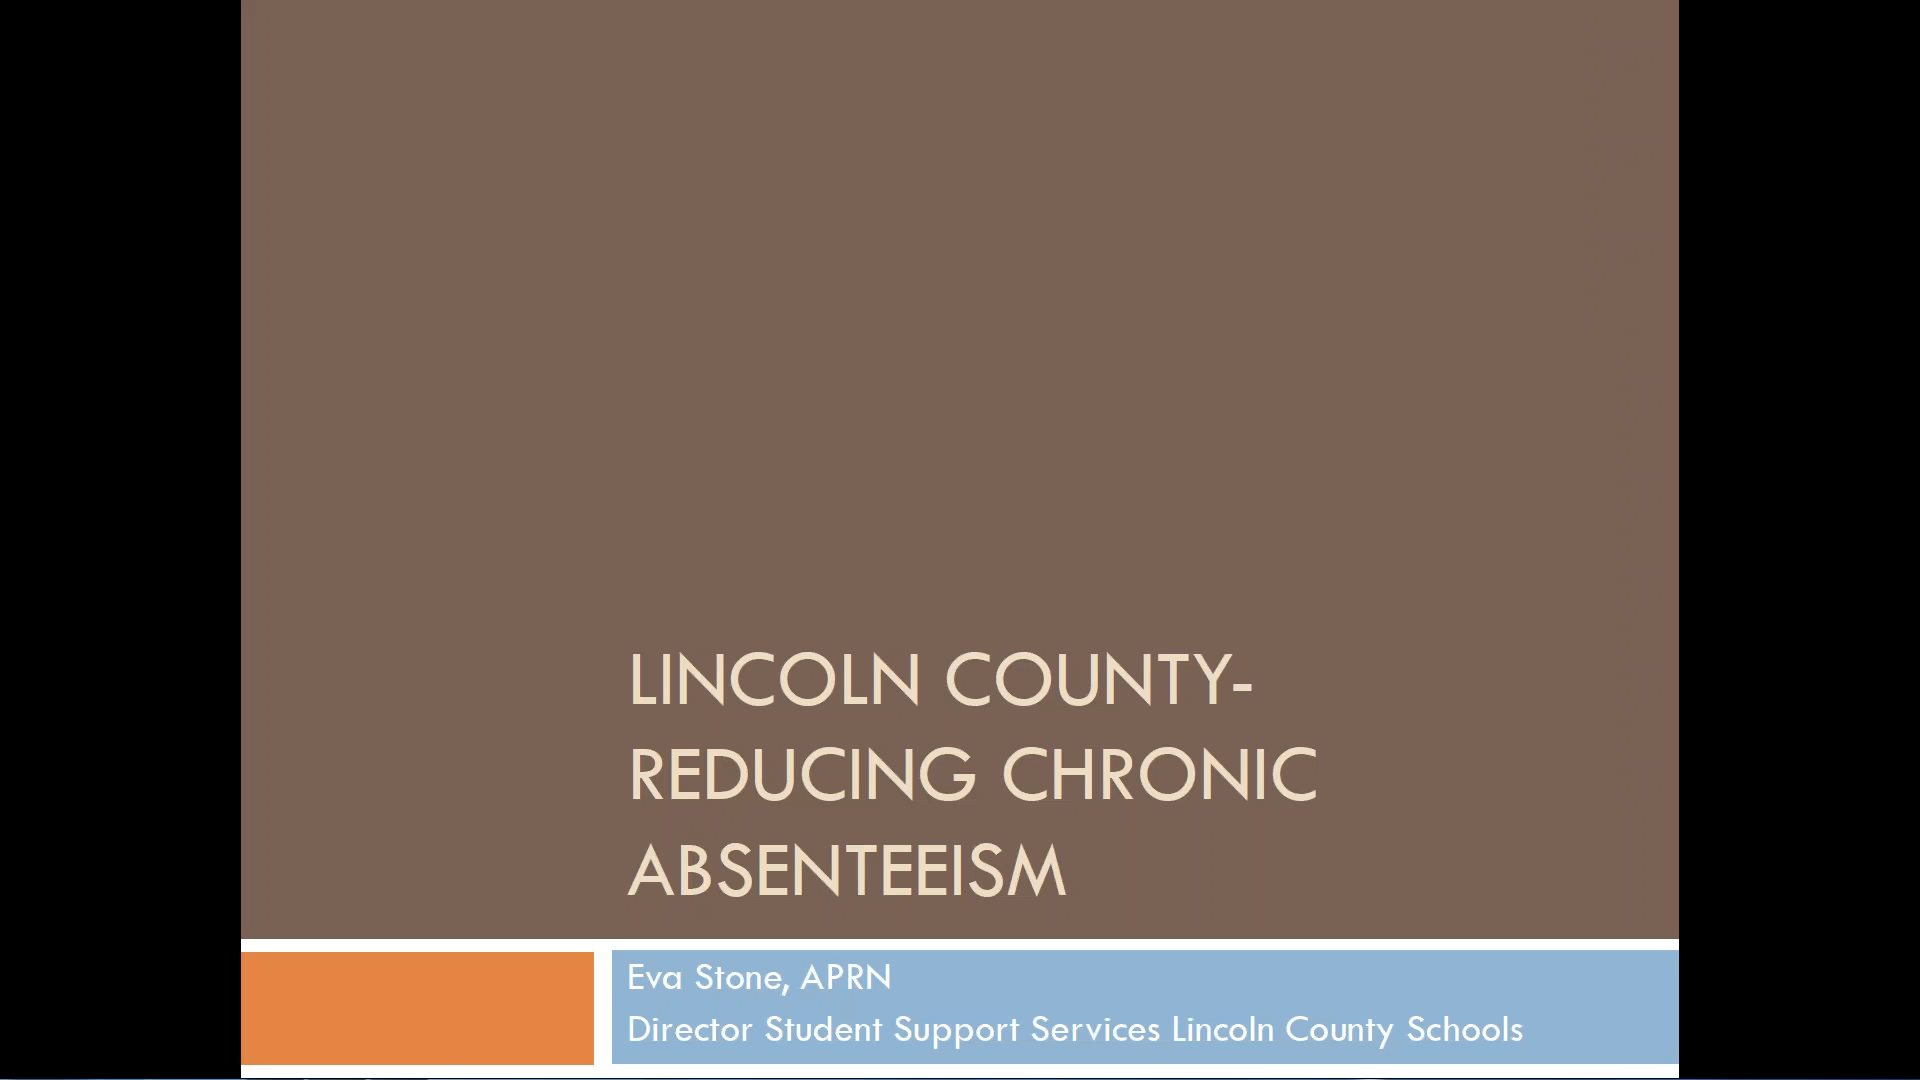 LINCOLN COUNTY-
REDUCING CHRONIC
ABSENTEEISM
Eva Stone, APRN
Director Student Support Services Lincoln County Schools